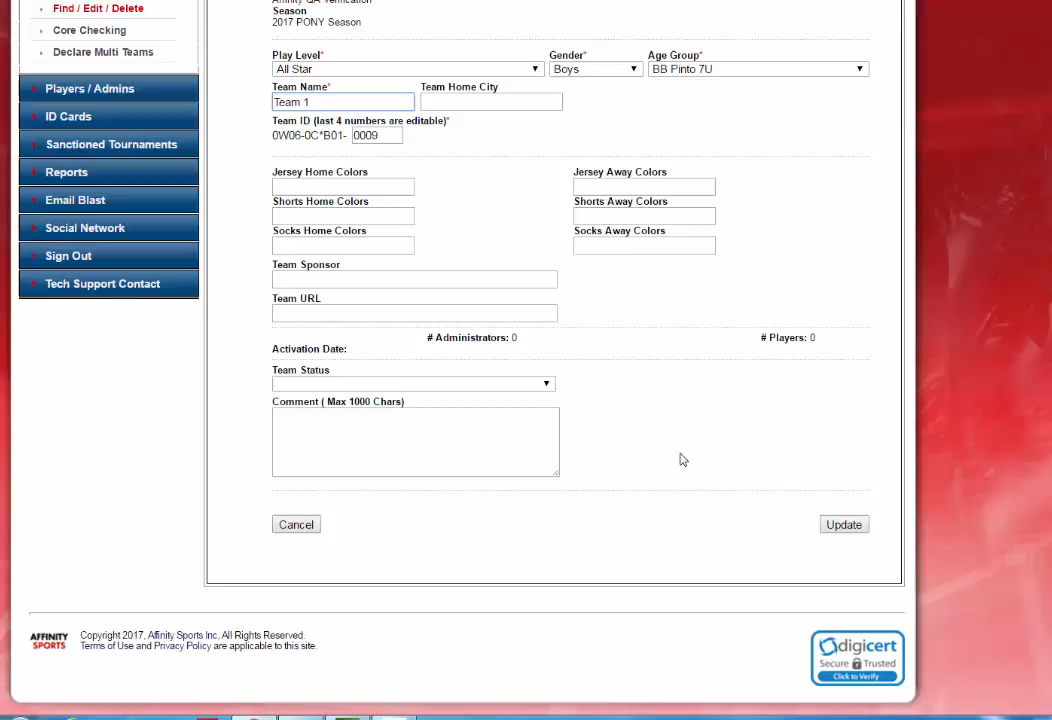 Find / Edit / Delete
Core Checking
Declare Multi Teams
Players / Admins
ID Cards
Sanctioned Tournaments
Reports
Email Blast
Social Network
Sign Out
Tech Support Contact
Affinity QA Verification
Season
2017 PONY Season
Play Level* Gender* Age Group*
All Star Boys BB Pinto 7U
Team Name* Team Home City
Team 1
Team ID (last 4 numbers are editable)*
0W06-0C*B01- 0009
Jersey Home Colors Jersey Away Colors
Shorts Home Colors Shorts Away Colors
Socks Home Colors Socks Away Colors
Team Sponsor
Team URL
# Administrators: 0 # Players: 0
Activation Date:
Team Status
Comment ( Max 1000 Chars)
Cancel Update
AFFINITY
SPORTS
Copyright 2017, Affinity Sports Inc, All Rights Reserved.
Terms of Use and Privacy Policy are applicable to this site.
digicert
Secure Trusted
Click to Verify